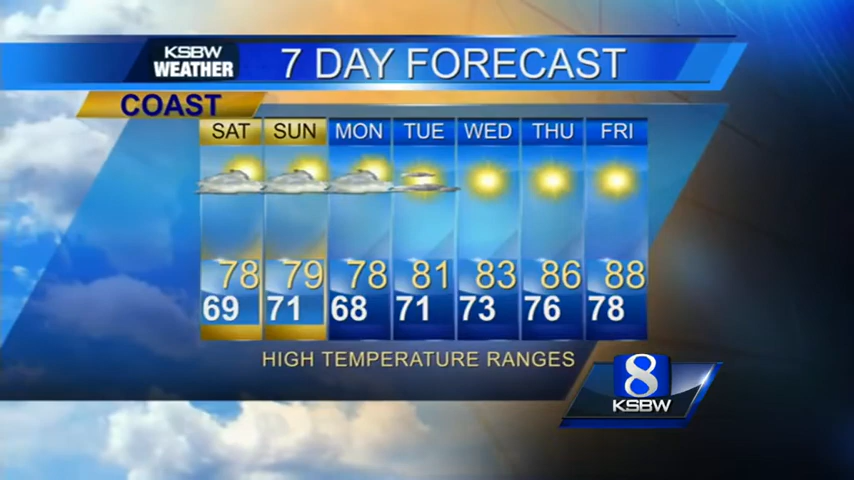 KSBW
WEATHER
7 DAY FORECAST
COAST
SAT SUN MON TUE WED THU FRI
78 79 78 81 83 86 88
69 71 68 71 73 76 78
HIGH TEMPERATURE RANGES
8
KSBW